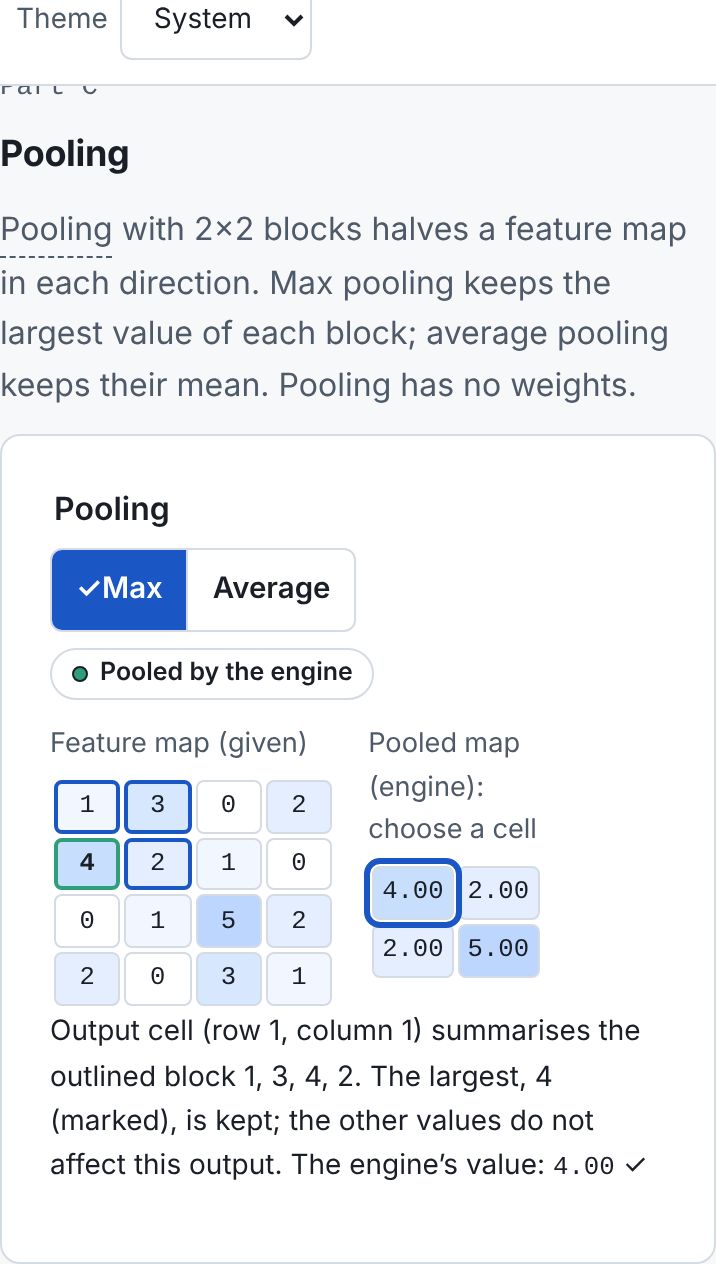 Theme System
Part C
Pooling
Pooling with 2×2 blocks halves a feature map
in each direction. Max pooling keeps the
largest value of each block; average pooling
keeps their mean. Pooling has no weights.
Pooling
✓Max Average
Pooled by the engine
Feature map (given)
1 3 0 2
4 2 1 0
0 1 5 2
2 0 3 1
Pooled map
(engine):
choose a cell
4.00 2.00
2.00 5.00
Output cell (row 1, column 1) summarises the
outlined block 1, 3, 4, 2. The largest, 4
(marked), is kept; the other values do not
affect this output. The engine’s value: 4.00 ✓